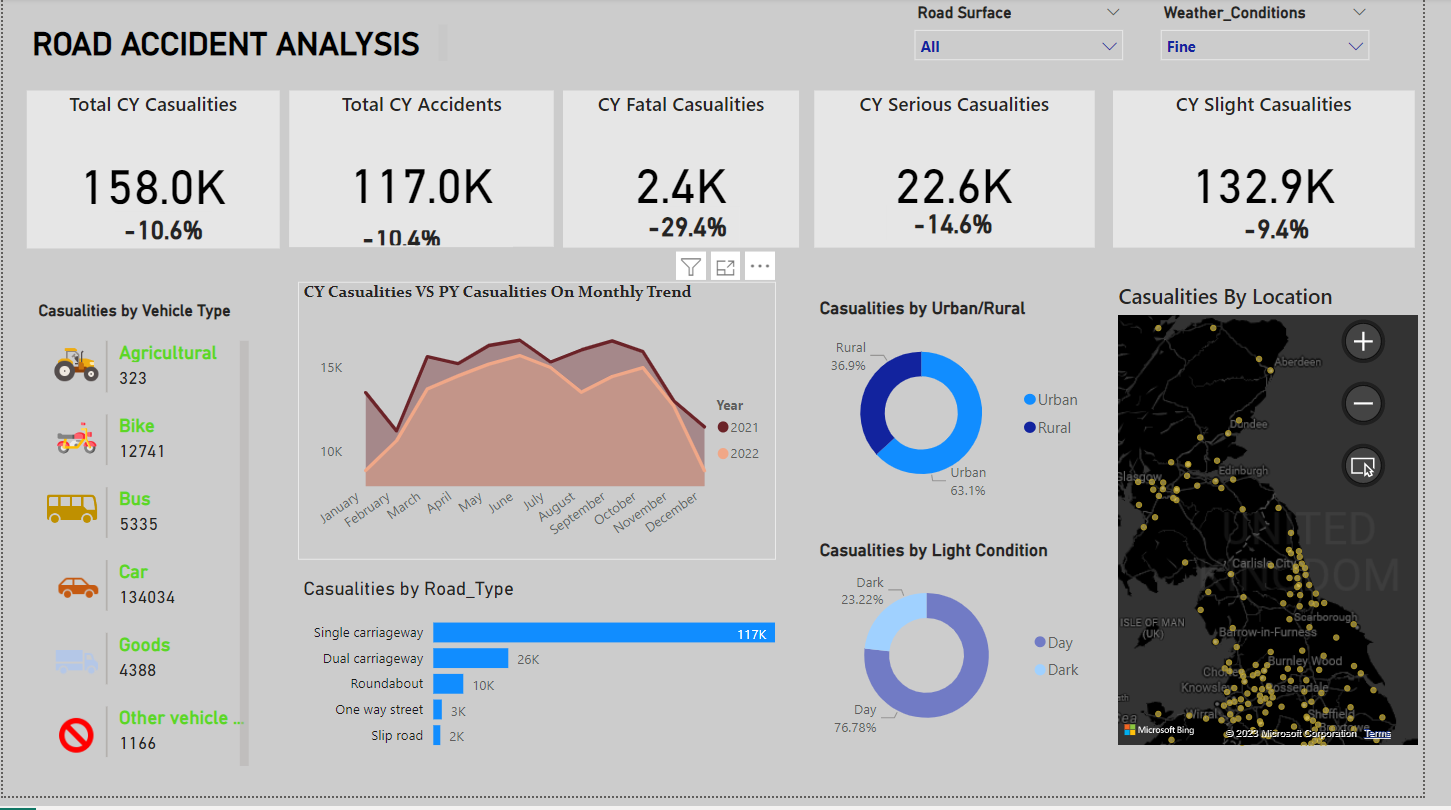 ROAD ACCIDENT ANALYSIS
Road Surface
All
Weather_Conditions
Fine
Total CY Casualities
158.0K
-10.6%
Total CY Accidents
117.0K
-10.4%
CY Fatal Casualities
2.4K
-29.4%
CY Serious Casualities
22.6K
-14.6%
CY Slight Casualities
132.9K
-9.4%
Casualities by Vehicle Type
Agricultural
323
Bike
12741
Bus
5335
Car
134034
Goods
4388
Other vehicle ...
1166
CY Casualities VS PY Casualities On Monthly Trend
15K
10K
January
February
March
April
May
June
July
August
September
October
November
December
Year
2021
2022
Casualities by Road_Type
Single carriageway 117K
Dual carriageway 26K
Roundabout 10K
One way street 3K
Slip road 2K
Casualities by Urban/Rural
Rural
36.9%
Urban
63.1%
Urban
Rural
Casualities by Light Condition
Dark
23.22%
Day
76.78%
Day
Dark
Casualities By Location
Aberdeen
Dundee
Edinburgh
Glasgow
UNITED
KINGDOM
Carlisle City
Scarborough
ISLE OF MAN
(UK)
Barrow-in-Furness
Burnley Wood
Knowsley
Rossendale
Wirral
Sheffield
Microsoft Bing
© 2023 Microsoft Corporation Terms